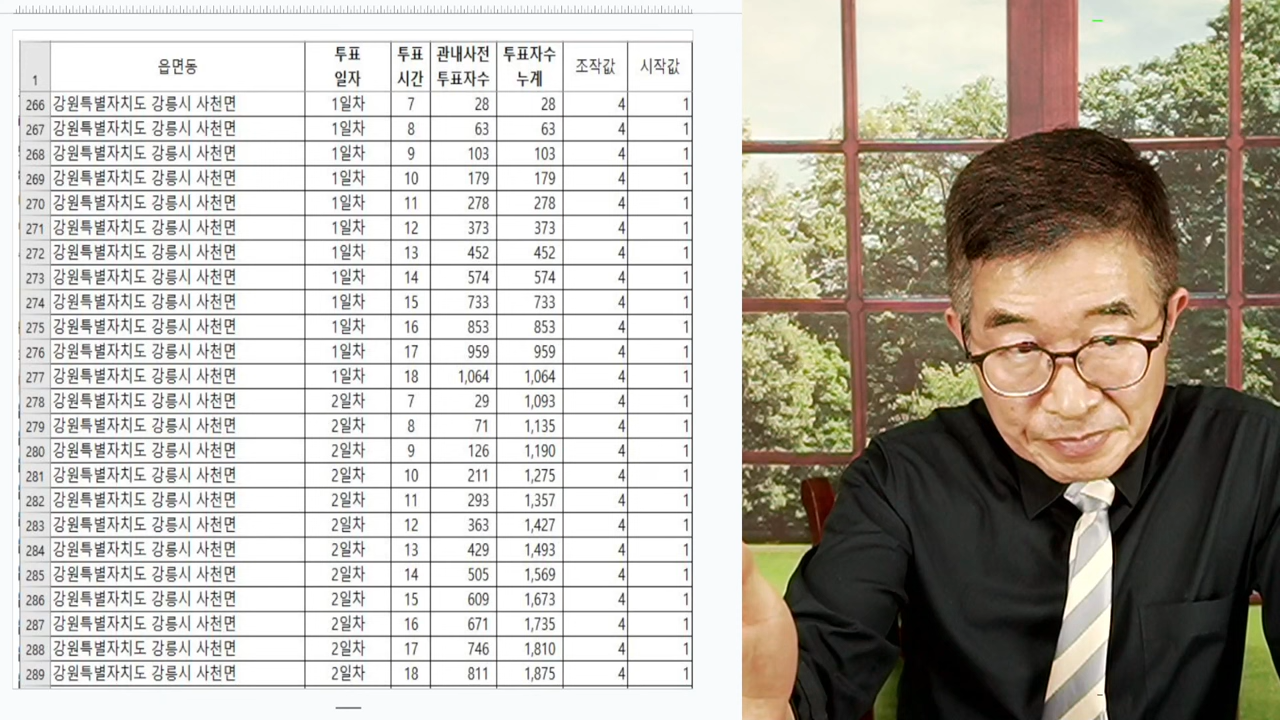 1 읍면동 투표 일자 투표 시간 관내사전 투표자수 투표자수 누계 조작값 시작값
266 강원특별자치도 강릉시 사천면 1일차 7 28 28 4 1
267 강원특별자치도 강릉시 사천면 1일차 8 63 63 4 1
268 강원특별자치도 강릉시 사천면 1일차 9 103 103 4 1
269 강원특별자치도 강릉시 사천면 1일차 10 179 179 4 1
270 강원특별자치도 강릉시 사천면 1일차 11 278 278 4 1
271 강원특별자치도 강릉시 사천면 1일차 12 373 373 4 1
272 강원특별자치도 강릉시 사천면 1일차 13 452 452 4 1
273 강원특별자치도 강릉시 사천면 1일차 14 574 574 4 1
274 강원특별자치도 강릉시 사천면 1일차 15 733 733 4 1
275 강원특별자치도 강릉시 사천면 1일차 16 853 853 4 1
276 강원특별자치도 강릉시 사천면 1일차 17 959 959 4 1
277 강원특별자치도 강릉시 사천면 1일차 18 1,064 1,064 4 1
278 강원특별자치도 강릉시 사천면 2일차 7 29 1,093 4 1
279 강원특별자치도 강릉시 사천면 2일차 8 71 1,135 4 1
280 강원특별자치도 강릉시 사천면 2일차 9 126 1,190 4 1
281 강원특별자치도 강릉시 사천면 2일차 10 211 1,275 4 1
282 강원특별자치도 강릉시 사천면 2일차 11 293 1,357 4 1
283 강원특별자치도 강릉시 사천면 2일차 12 363 1,427 4 1
284 강원특별자치도 강릉시 사천면 2일차 13 429 1,493 4 1
285 강원특별자치도 강릉시 사천면 2일차 14 505 1,569 4 1
286 강원특별자치도 강릉시 사천면 2일차 15 609 1,673 4 1
287 강원특별자치도 강릉시 사천면 2일차 16 671 1,735 4 1
288 강원특별자치도 강릉시 사천면 2일차 17 746 1,810 4 1
289 강원특별자치도 강릉시 사천면 2일차 18 811 1,875 4 1